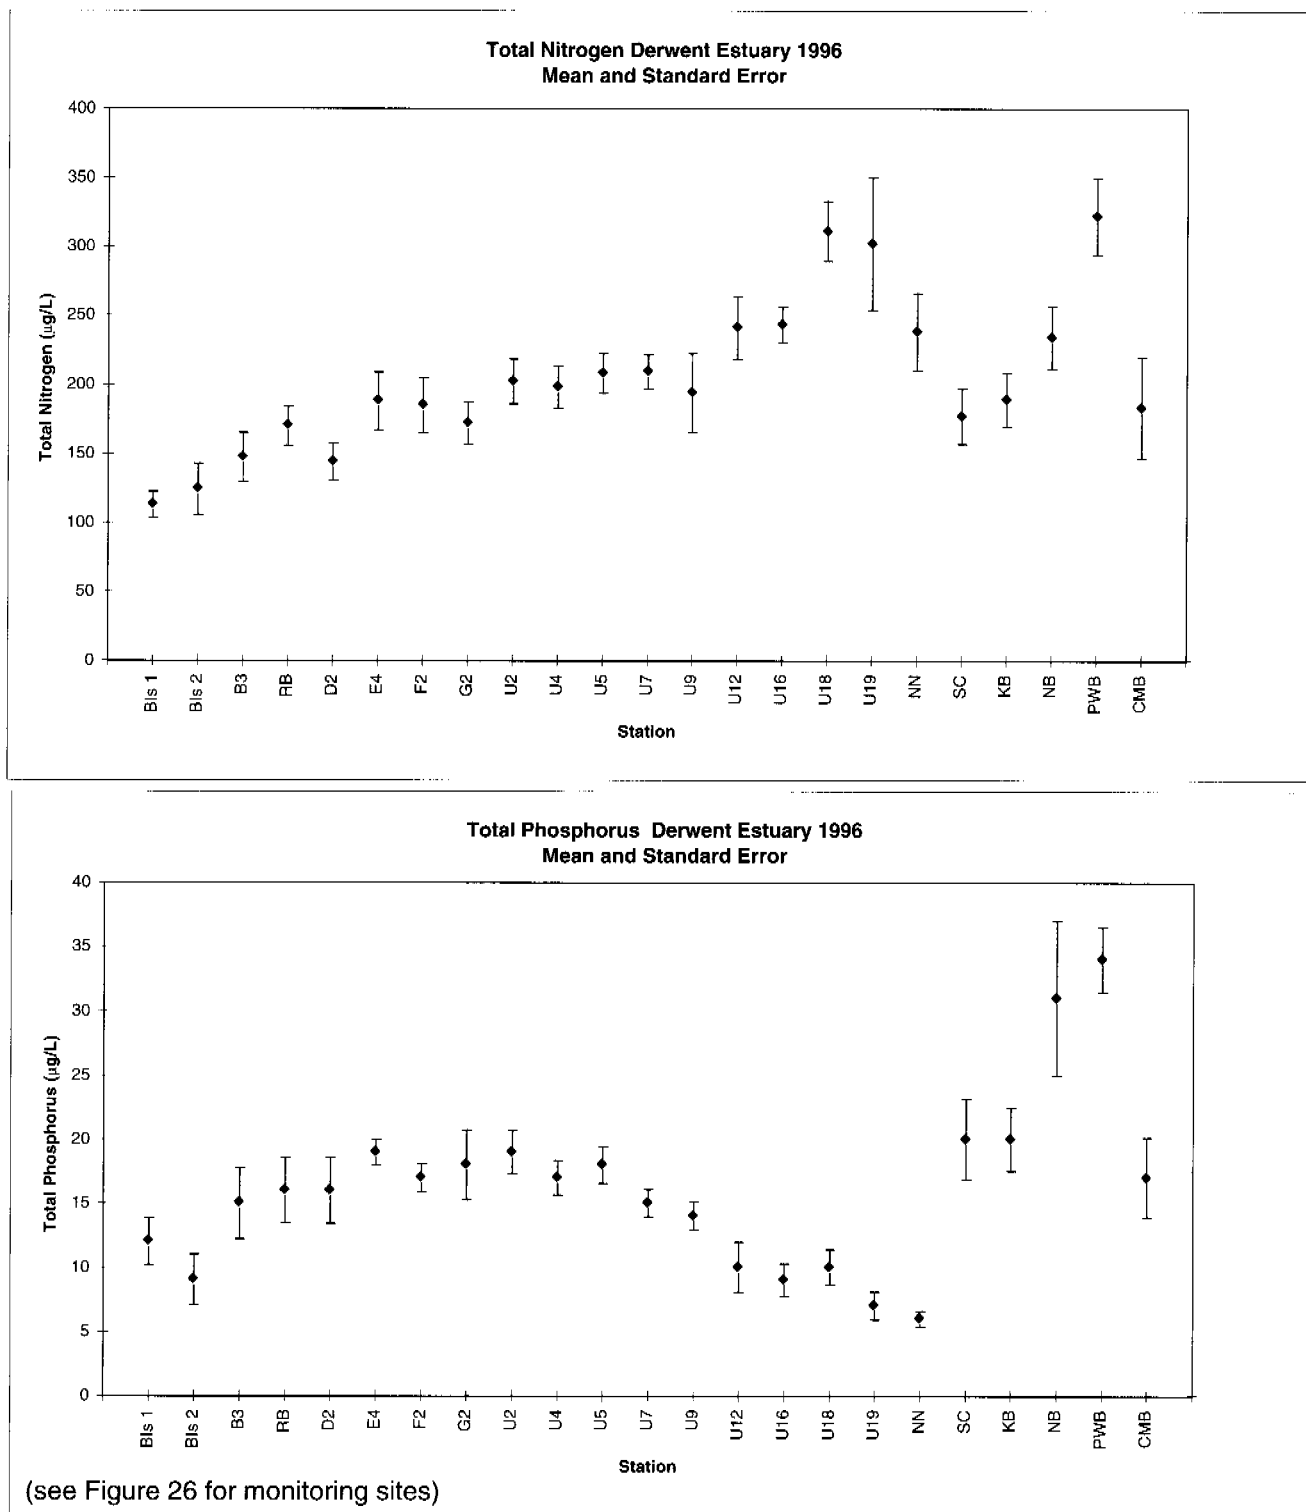 Total Nitrogen Derwent Estuary 1996
Mean and Standard Error
Total Nitrogen (µg/L)
400
350
300
250
200
150
100
50
0
BIs 1 BIs 2 B3 RB D2 E4 F2 G2 U2 U4 U5 U7 U9 U12 U16 U18 U19 NN SC KB NB PWB CMB
Station
Total Phosphorus Derwent Estuary 1996
Mean and Standard Error
Total Phosphorus (µg/L)
40
35
30
25
20
15
10
5
0
BIs 1 BIs 2 B3 RB D2 E4 F2 G2 U2 U4 U5 U7 U9 U12 U16 U18 U19 NN SC KB NB PWB CMB
Station
(see Figure 26 for monitoring sites)